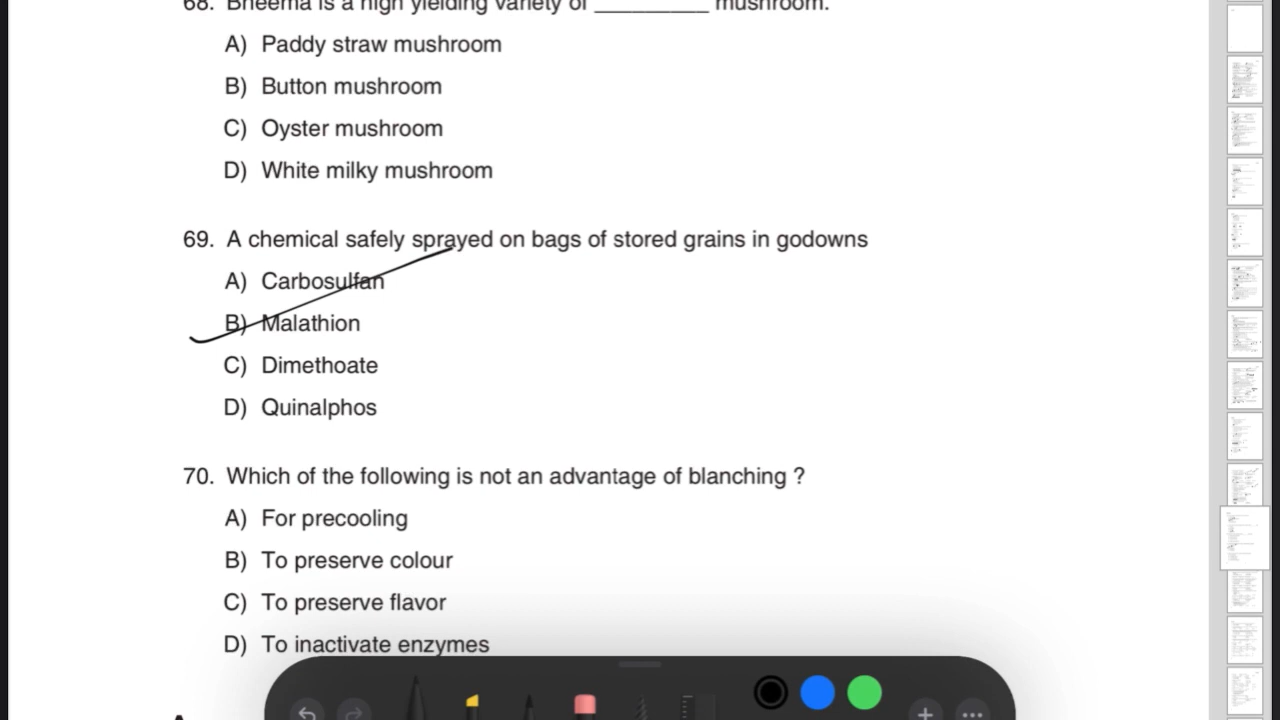 68. Bheema is a high yielding variety of _________ mushroom.
A) Paddy straw mushroom
B) Button mushroom
C) Oyster mushroom
D) White milky mushroom
69. A chemical safely sprayed on bags of stored grains in godowns
A) Carbosulfan
B) Malathion
C) Dimethoate
D) Quinalphos
70. Which of the following is not an advantage of blanching ?
A) For precooling
B) To preserve colour
C) To preserve flavor
D) To inactivate enzymes